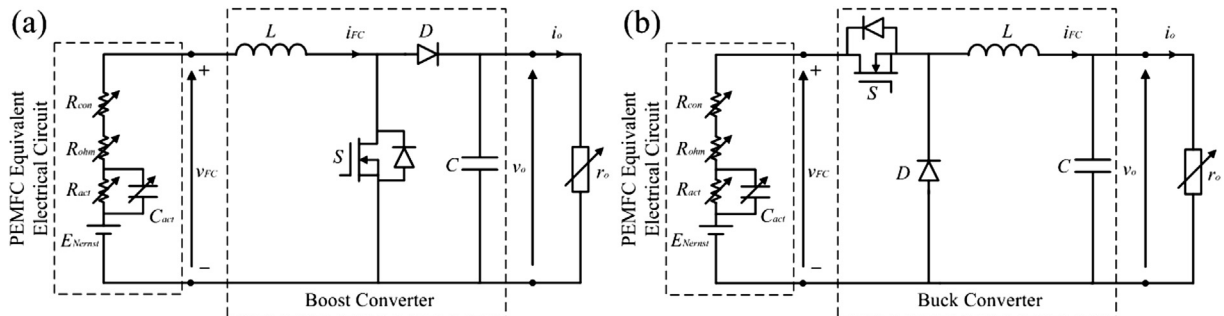 (a)
PEMFC Equivalent
Electrical Circuit
Rcon
Rohm
Ract
Cact
ENernst
+
vFC
−
L
iFC
D
S
C
io
vo
ro
Boost Converter
(b)
PEMFC Equivalent
Electrical Circuit
Rcon
Rohm
Ract
Cact
ENernst
+
vFC
−
S
D
L
iFC
C
io
vo
ro
Buck Converter